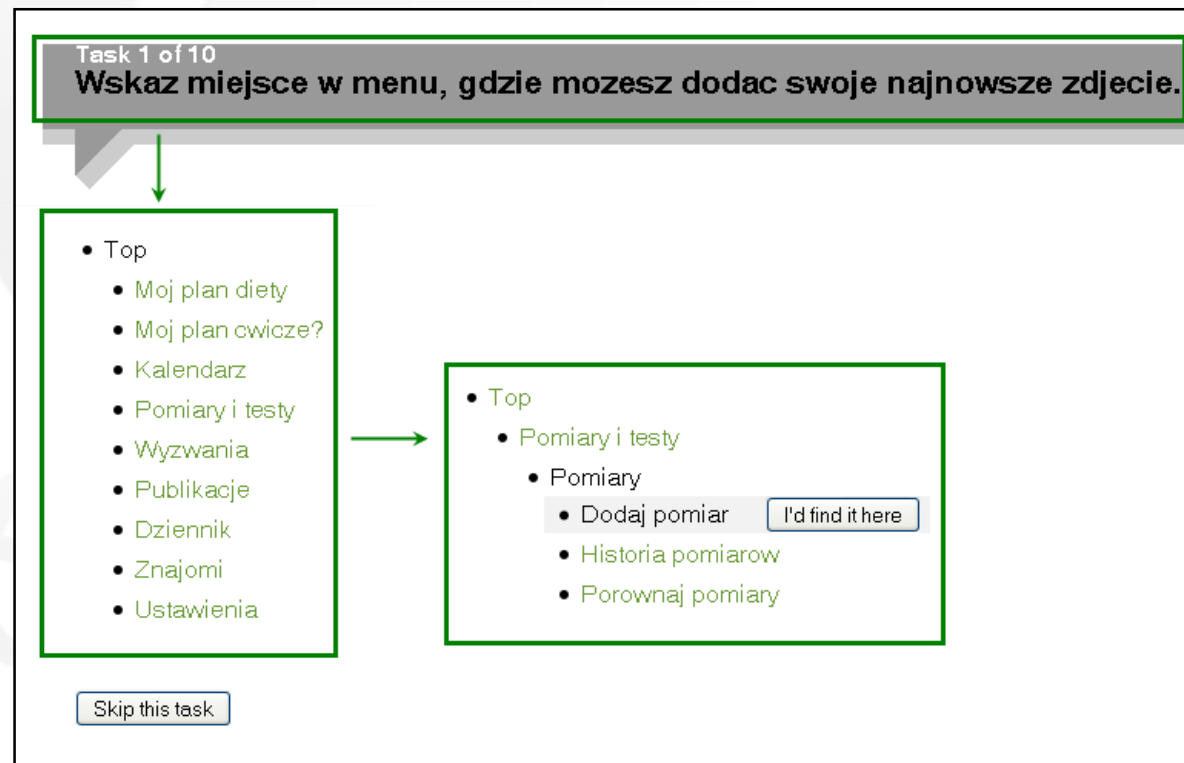 Task 1 of 10
Wskaz miejsce w menu, gdzie mozesz dodac swoje najnowsze zdjecie.
Top
Moj plan diety
Moj plan cwicze?
Kalendarz
Pomiary i testy
Wyzwania
Publikacje
Dziennik
Znajomi
Ustawienia
Top
Pomiary i testy
Pomiary
Dodaj pomiar I'd find it here
Historia pomiarow
Porownaj pomiary
Skip this task